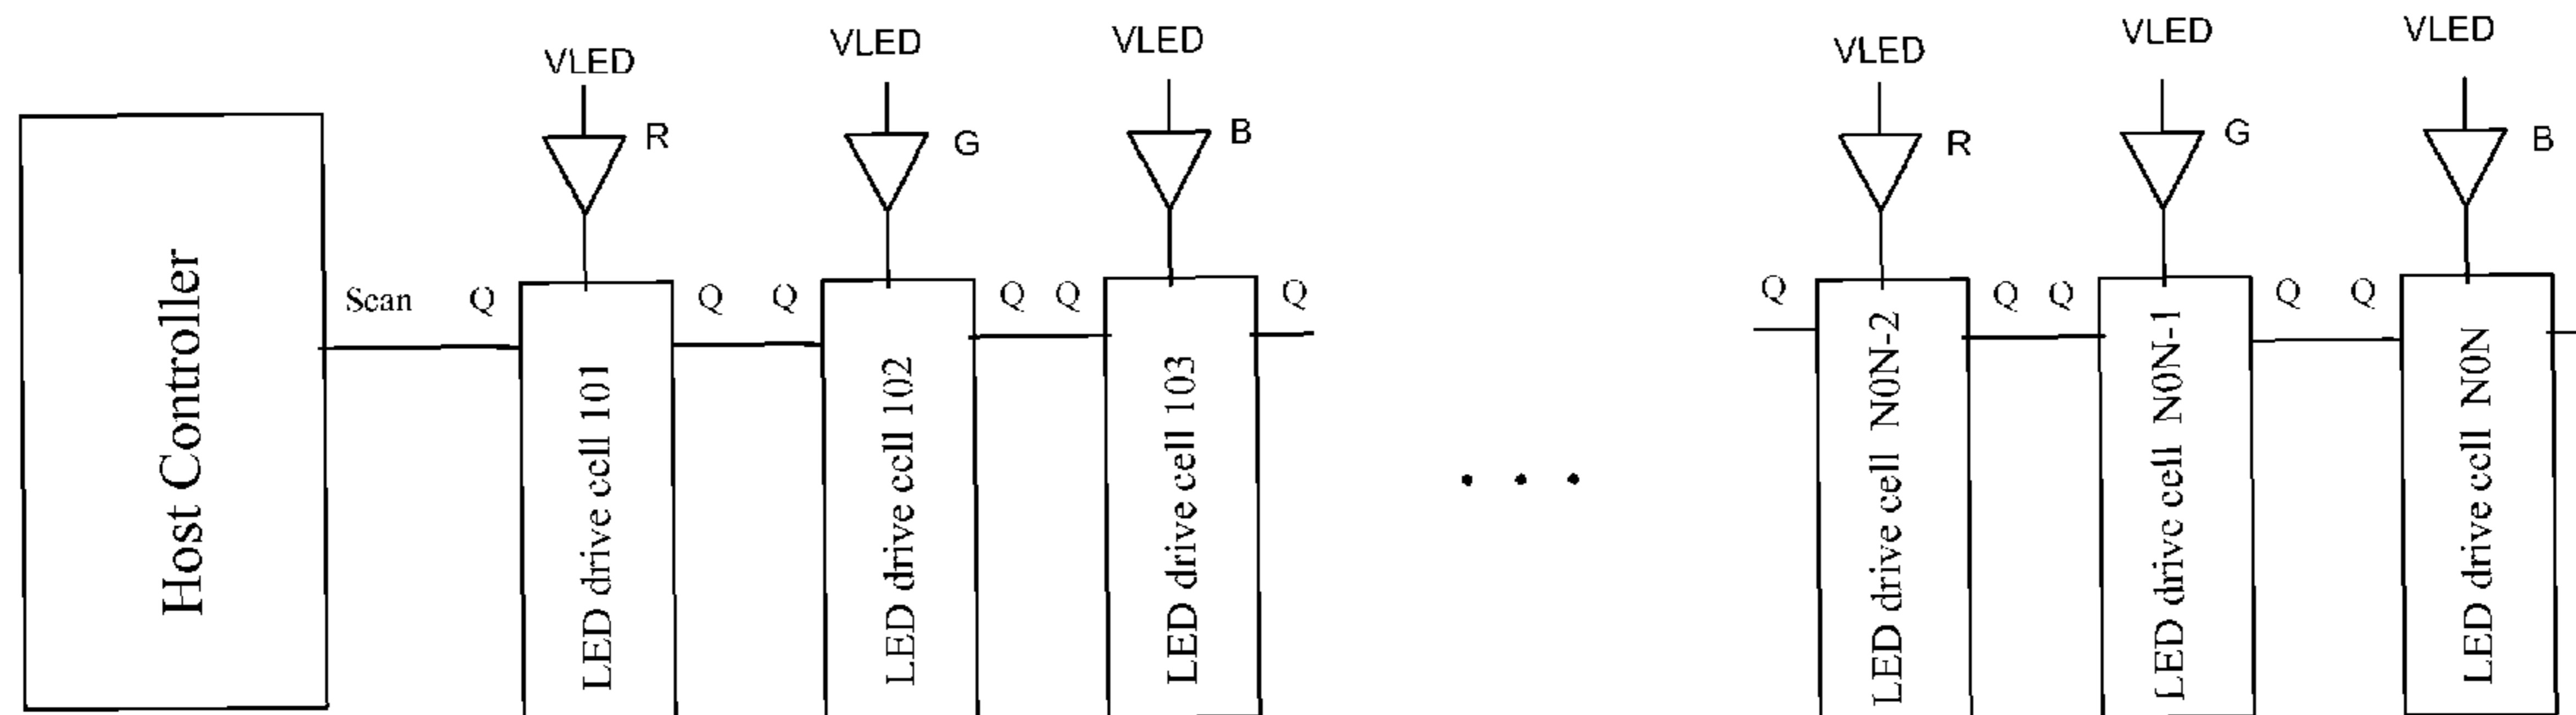 VLED VLED VLED VLED VLED VLED
R G B R G B
Host Controller
Scan Q Q Q Q Q Q Q Q Q Q Q
LED drive cell 101
LED drive cell 102
LED drive cell 103
. . .
LED drive cell N0N-2
LED drive cell N0N-1
LED drive cell N0N